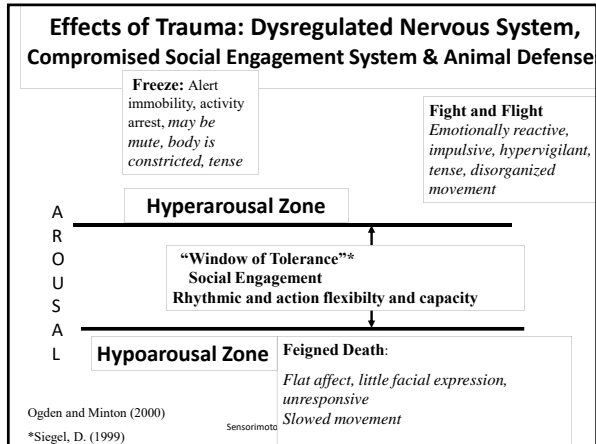 Effects of Trauma: Dysregulated Nervous System,
Compromised Social Engagement System & Animal Defense
Freeze: Alert
immobility, activity
arrest, may be
mute, body is
constricted, tense
Fight and Flight
Emotionally reactive,
impulsive, hypervigilant,
tense, disorganized
movement
Hyperarousal Zone
A
R
O
U
S
A
L
“Window of Tolerance”*
Social Engagement
Rhythmic and action flexibilty and capacity
Hypoarousal Zone
Feigned Death:
Flat affect, little facial expression,
unresponsive
Slowed movement
Ogden and Minton (2000)
*Siegel, D. (1999)
Sensorimoto